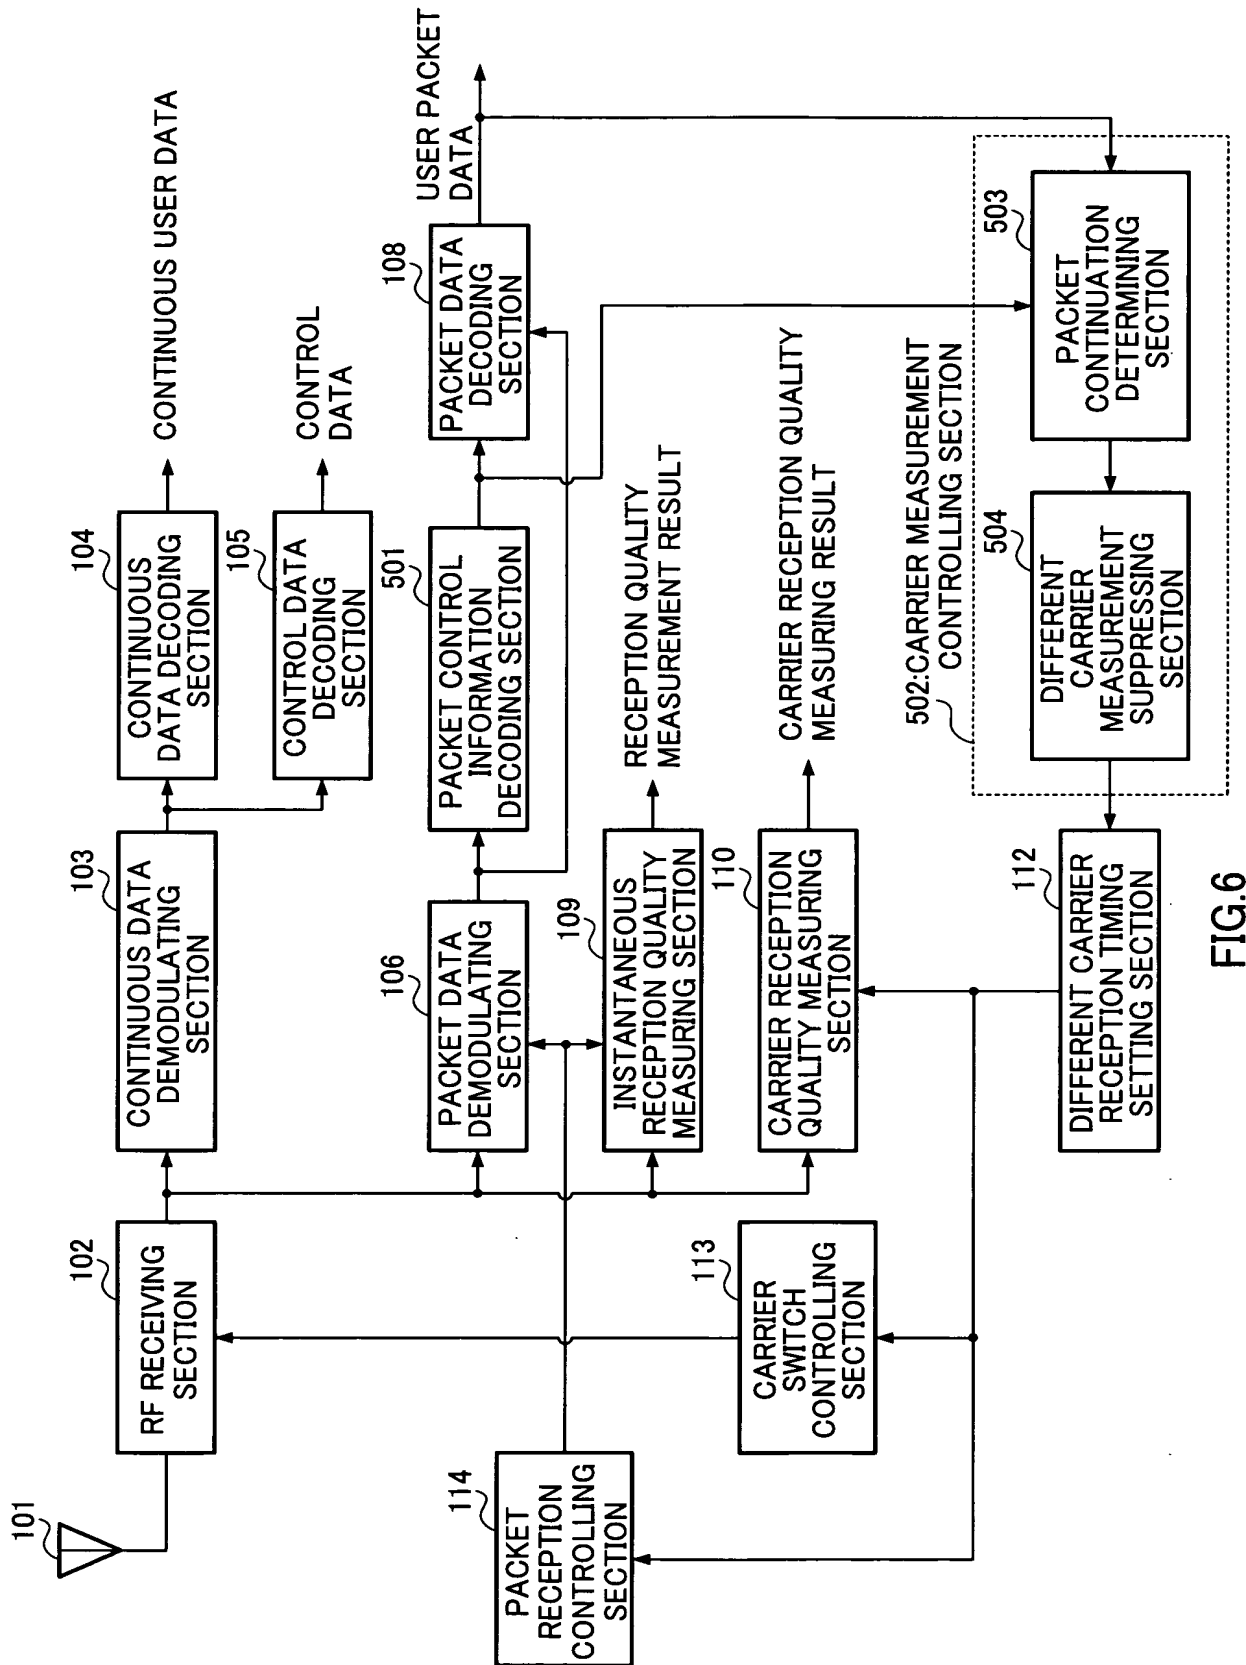 101
102
RF RECEIVING
SECTION
103
CONTINUOUS DATA
DEMODULATING
SECTION
104
CONTINUOUS
DATA DECODING
SECTION
CONTINUOUS USER DATA
105
CONTROL DATA
DECODING
SECTION
CONTROL
DATA
106
PACKET DATA
DEMODULATING
SECTION
501
PACKET CONTROL
INFORMATION
DECODING SECTION
108
PACKET DATA
DECODING
SECTION
USER PACKET
DATA
114
PACKET
RECEPTION
CONTROLLING
SECTION
109
INSTANTANEOUS
RECEPTION QUALITY
MEASURING SECTION
RECEPTION QUALITY
MEASUREMENT RESULT
113
CARRIER
SWITCH
CONTROLLING
SECTION
110
CARRIER RECEPTION
QUALITY MEASURING
SECTION
CARRIER RECEPTION QUALITY
MEASURING RESULT
502:CARRIER MEASUREMENT
CONTROLLING SECTION
112
DIFFERENT CARRIER
RECEPTION TIMING
SETTING SECTION
504
DIFFERENT
CARRIER
MEASUREMENT
SUPPRESSING
SECTION
503
PACKET
CONTINUATION
DETERMINING
SECTION
FIG.6